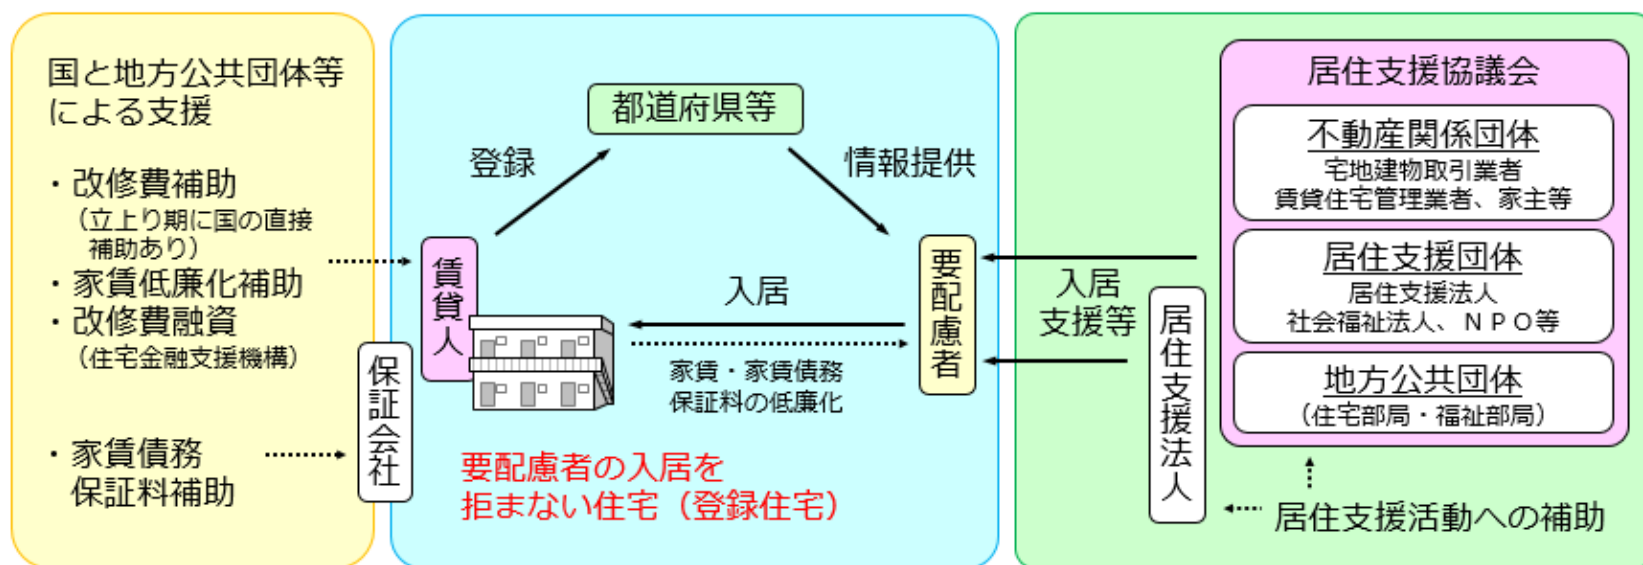 国と地方公共団体等
による支援
・改修費補助
（立上り期に国の直接
補助あり）
・家賃低廉化補助
・改修費融資
（住宅金融支援機構）
・家賃債務
保証料補助
保証会社
都道府県等
登録
情報提供
賃貸人
要配慮者
入居
家賃・家賃債務
保証料の低廉化
要配慮者の入居を
拒まない住宅（登録住宅）
入居
支援等
居住支援法人
居住支援協議会
不動産関係団体
宅地建物取引業者
賃貸住宅管理業者、家主等
居住支援団体
居住支援法人
社会福祉法人、ＮＰＯ等
地方公共団体
（住宅部局・福祉部局）
居住支援活動への補助